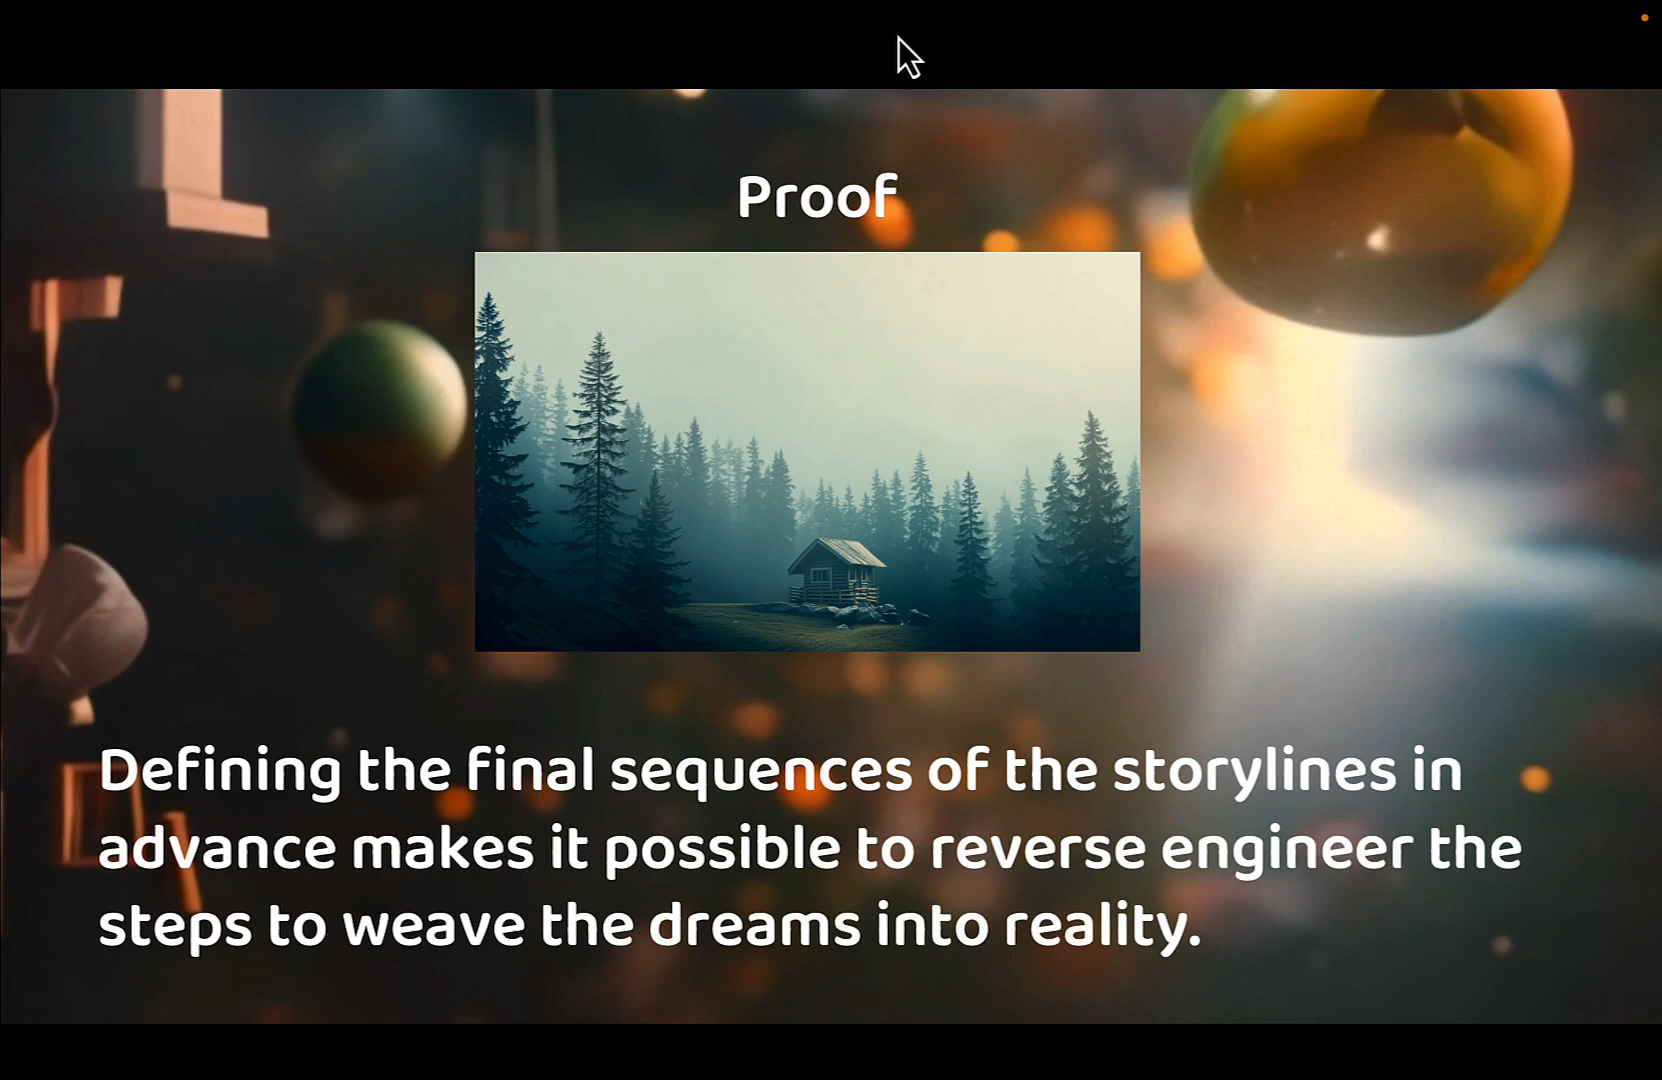 Proof
Defining the final sequences of the storylines in
advance makes it possible to reverse engineer the
steps to weave the dreams into reality.